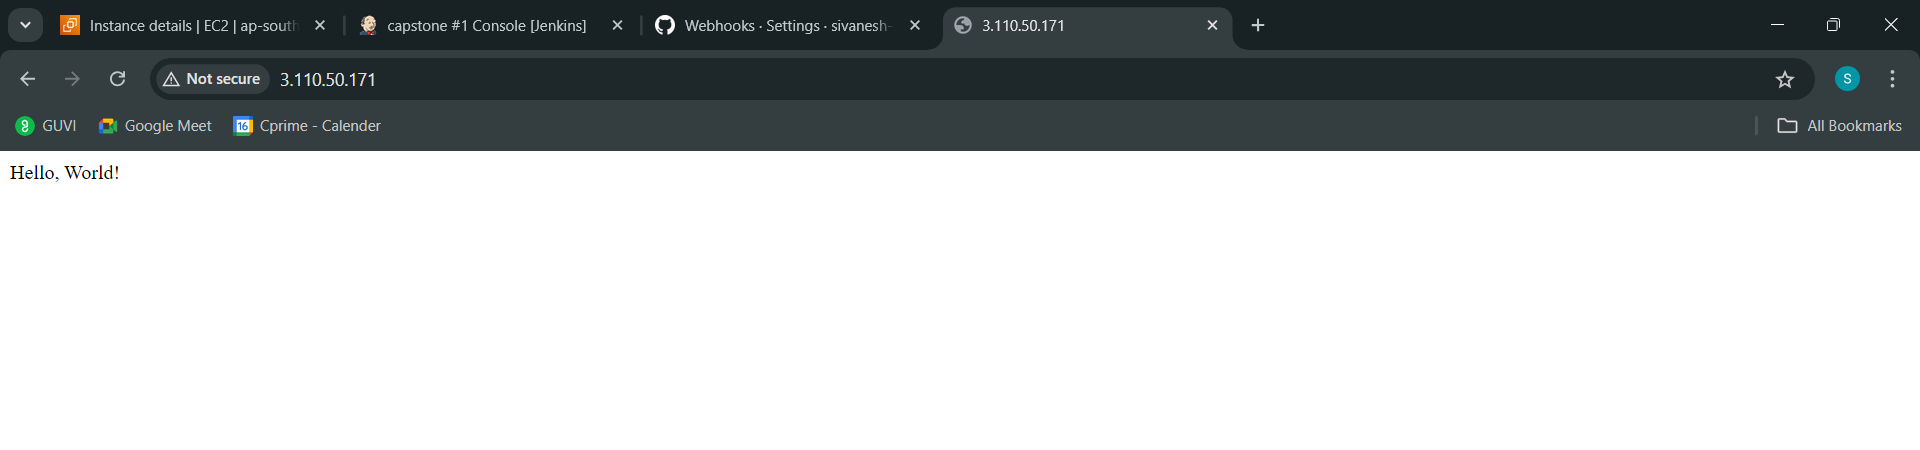 Instance details | EC2 | ap-south
capstone #1 Console [Jenkins]
Webhooks · Settings · sivanesh-
3.110.50.171
Not secure
3.110.50.171
S
GUVI
Google Meet
16
Cprime - Calender
All Bookmarks
Hello, World!